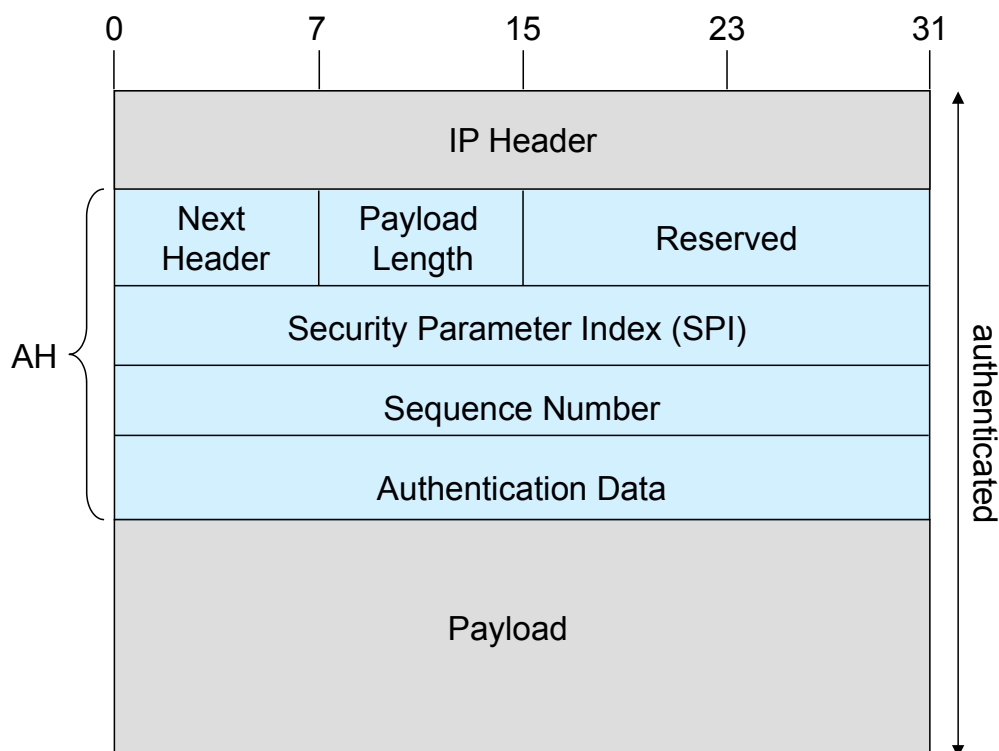 0 7 15 23 31
IP Header
Next
Header
Payload
Length
Reserved
Security Parameter Index (SPI)
AH
Sequence Number
Authentication Data
Payload
authenticated